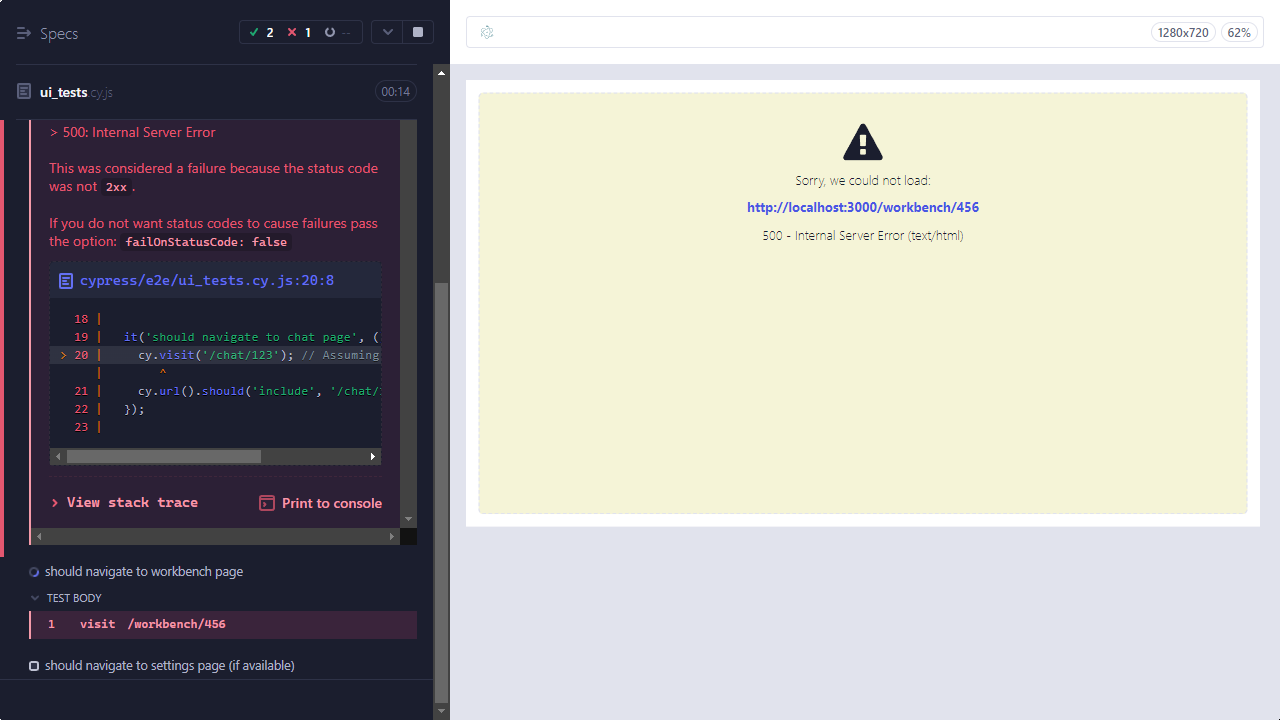 Specs
2
1
--
1280x720
62%
ui_tests.cy.js
00:14
> 500: Internal Server Error
This was considered a failure because the status code
was not 2xx.
If you do not want status codes to cause failures pass
the option: failOnStatusCode: false
cypress/e2e/ui_tests.cy.js:20:8
18 |
19 | it('should navigate to chat page', (
> 20 | cy.visit('/chat/123'); // Assuming
| ^
21 | cy.url().should('include', '/chat/
22 | });
23 |
> View stack trace
Print to console
should navigate to workbench page
TEST BODY
1 visit /workbench/456
should navigate to settings page (if available)
Sorry, we could not load:
http://localhost:3000/workbench/456
500 - Internal Server Error (text/html)